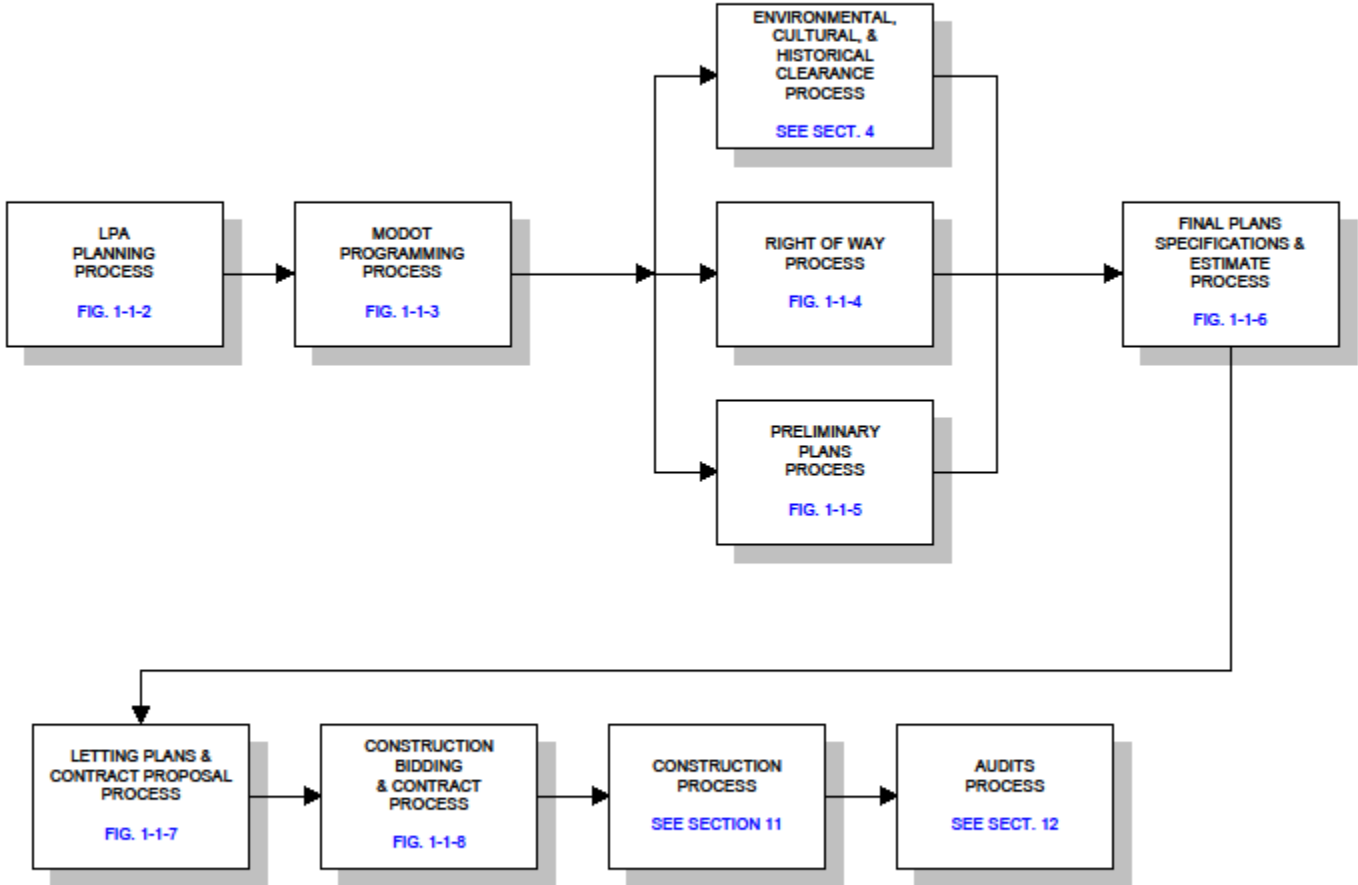 ENVIRONMENTAL,
CULTURAL, &
HISTORICAL
CLEARANCE
PROCESS
SEE SECT. 4
LPA
PLANNING
PROCESS
FIG. 1-1-2
MODOT
PROGRAMMING
PROCESS
FIG. 1-1-3
RIGHT OF WAY
PROCESS
FIG. 1-1-4
FINAL PLANS
SPECIFICATIONS &
ESTIMATE
PROCESS
FIG. 1-1-6
PRELIMINARY
PLANS
PROCESS
FIG. 1-1-5
LETTING PLANS &
CONTRACT PROPOSAL
PROCESS
FIG. 1-1-7
CONSTRUCTION
BIDDING
& CONTRACT
PROCESS
FIG. 1-1-8
CONSTRUCTION
PROCESS
SEE SECTION 11
AUDITS
PROCESS
SEE SECT. 12